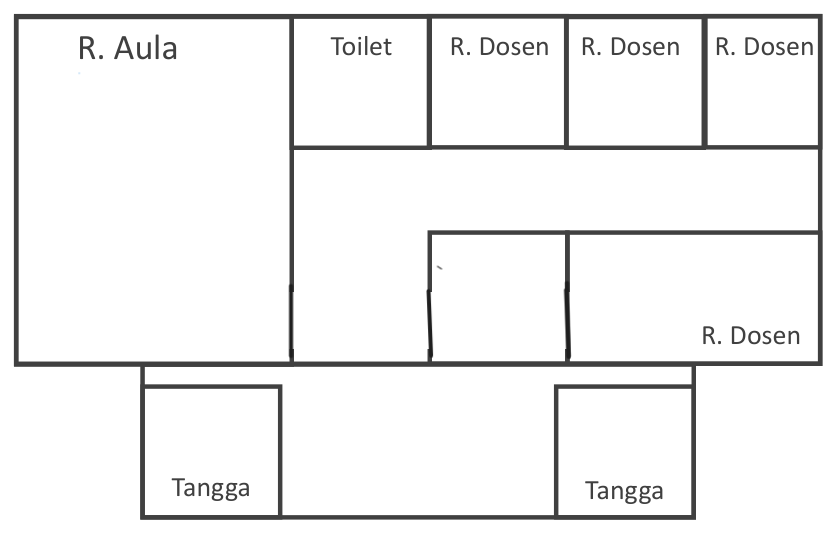 R. Aula
Toilet
R. Dosen
R. Dosen
R. Dosen
R. Dosen
Tangga
Tangga